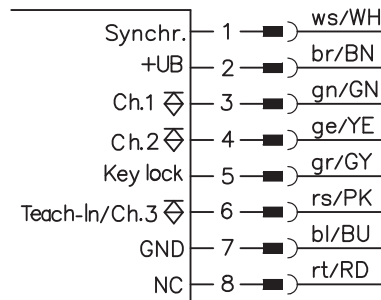 Synchr. 1 ws/WH
+UB 2 br/BN
Ch.1 3 gn/GN
Ch.2 4 ge/YE
Key lock 5 gr/GY
Teach-In/Ch.3 6 rs/PK
GND 7 bl/BU
NC 8 rt/RD